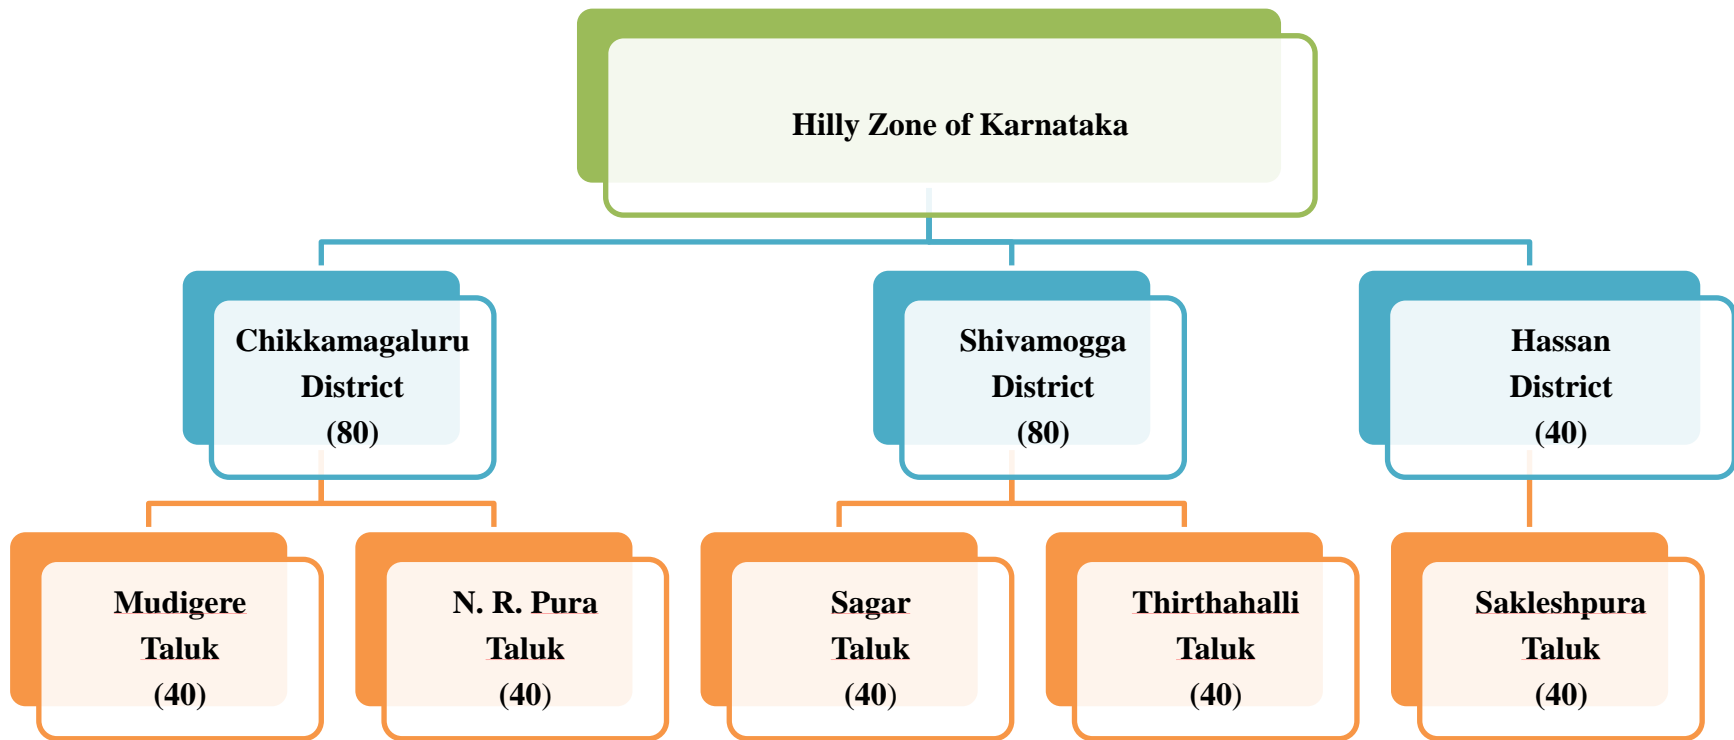 Hilly Zone of Karnataka
Chikkamagaluru
District
(80)
Shivamogga
District
(80)
Hassan
District
(40)
Mudigere
Taluk
(40)
N. R. Pura
Taluk
(40)
Sagar
Taluk
(40)
Thirthahalli
Taluk
(40)
Sakleshpura
Taluk
(40)